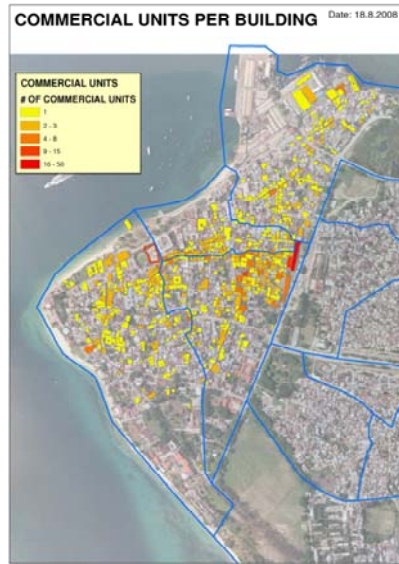 COMMERCIAL UNITS PER BUILDING
Date: 18.8.2008
COMMERCIAL UNITS
# OF COMMERCIAL UNITS
1
2 - 3
4 - 8
9 - 15
16 - 56